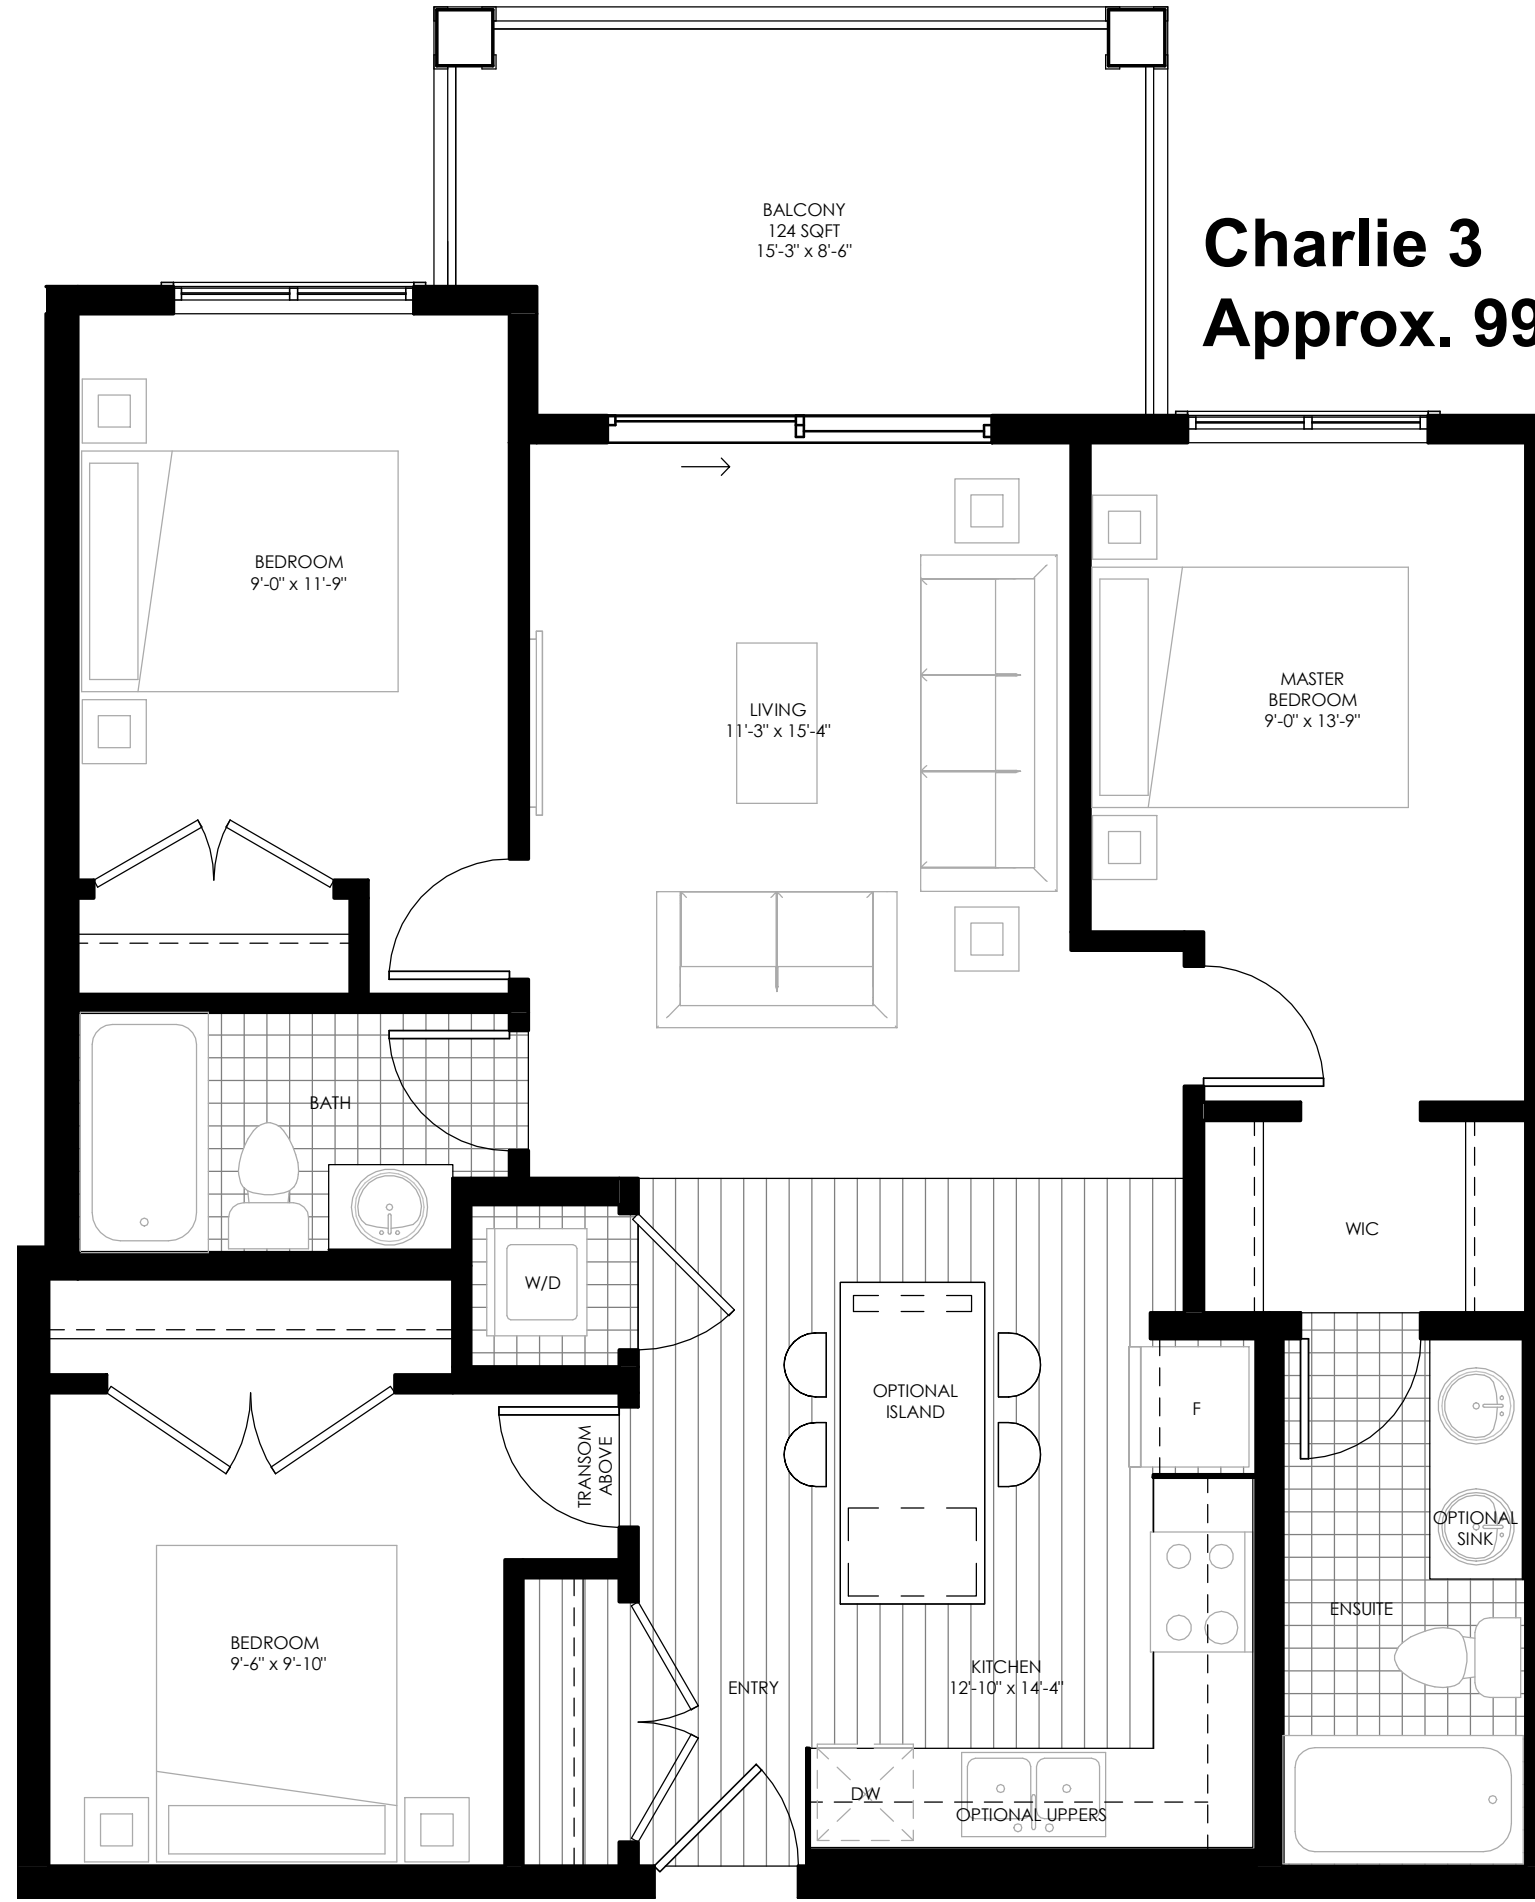 BALCONY
124 SQFT
15'-3" x 8'-6"
Charlie 3
Approx. 99
BEDROOM
9'-0" x 11'-9"
LIVING
11'-3" x 15'-4"
MASTER
BEDROOM
9'-0" x 13'-9"
BATH
WIC
W/D
OPTIONAL
ISLAND
F
TRANSOM
ABOVE
OPTIONAL
SINK
ENSUITE
BEDROOM
9'-6" x 9'-10"
ENTRY
KITCHEN
12'-10" x 14'-4"
DW
OPTIONAL UPPERS